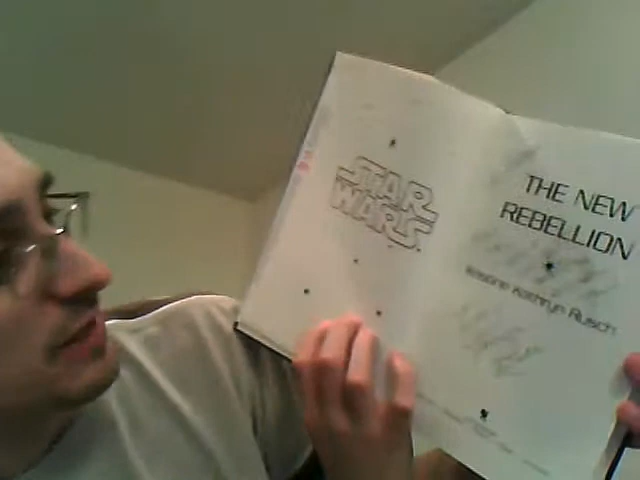 STAR
WARS
THE NEW
REBELLION
Kristine Kathryn Rusch